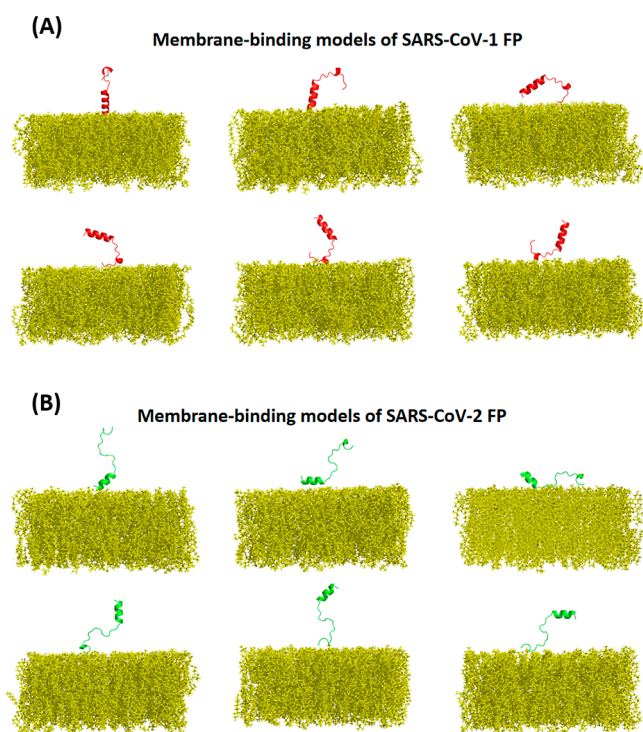 (A)
Membrane-binding models of SARS-CoV-1 FP
(B)
Membrane-binding models of SARS-CoV-2 FP